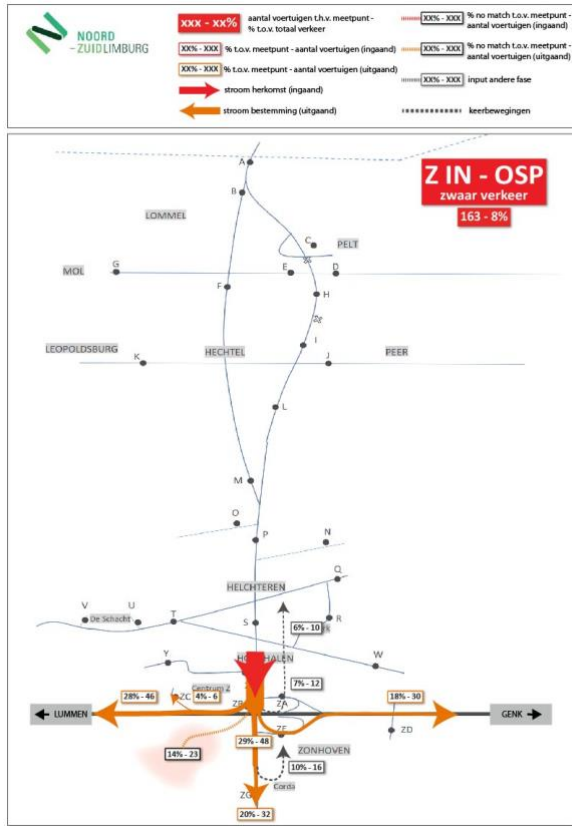 NOORD
-ZUIDLIMBURG
xxx - xx%
aantal voertuigen t.h.v. meetpunt -
% t.o.v. totaal verkeer
XX% - XXX
% t.o.v. meetpunt - aantal voertuigen (ingaand)
XX% - XXX
% t.o.v. meetpunt - aantal voertuigen (uitgaand)
stroom herkomst (ingaand)
stroom bestemming (uitgaand)
XX% - XXX
% no match t.o.v. meetpunt -
aantal voertuigen (ingaand)
XX% - XXX
% no match t.o.v. meetpunt -
aantal voertuigen (uitgaand)
XX% - XXX
input andere fase
keerbewegingen
Z IN - OSP
zwaar verkeer
163 - 8%
A
B
LOMMEL
C
PELT
MOL
G
E
D
F
H
LEOPOLDSBURG
HECHTEL
I
PEER
K
J
L
M
O
P
N
HELCHTEREN
Q
V
U
De Schacht
T
S
R
6% - 10
Y
W
7% - 12
Centrum 2
28% - 46
ZC
4% - 6
ZB
ZA
18% - 30
LUMMEN
GENK
ZD
29% - 48
ZONHOVEN
14% - 23
10% - 16
Corda
20% - 32